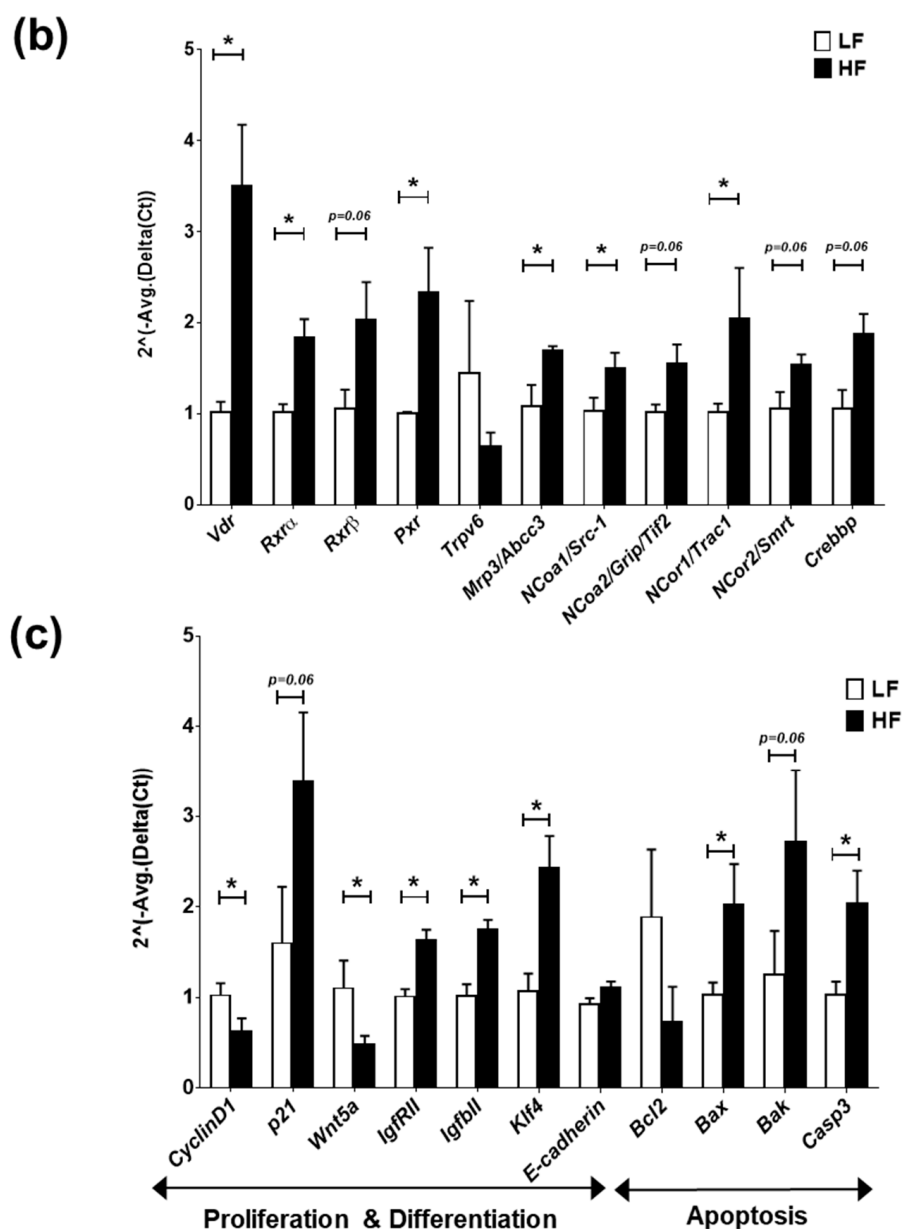 (b)
5
4
3
2
1
0
2^(-Avg.(Delta(Ct))
LF
HF
*
*
p=0.06
*
*
*
p=0.06
*
p=0.06
p=0.06
Vdr
Rxrα
Rxrβ
Pxr
Trpv6
Mrp3/Abcc3
NCoa1/Src-1
NCoa2/Grip/Tif2
NCor1/Trac1
NCor2/Smrt
Crebbp
(c)
5
4
3
2
1
0
2^(-Avg.(Delta(Ct))
LF
HF
*
p=0.06
*
*
*
*
*
p=0.06
*
CyclinD1
p21
Wnt5a
IgfRII
IgfbII
Klf4
E-cadherin
Bcl2
Bax
Bak
Casp3
Proliferation & Differentiation
Apoptosis